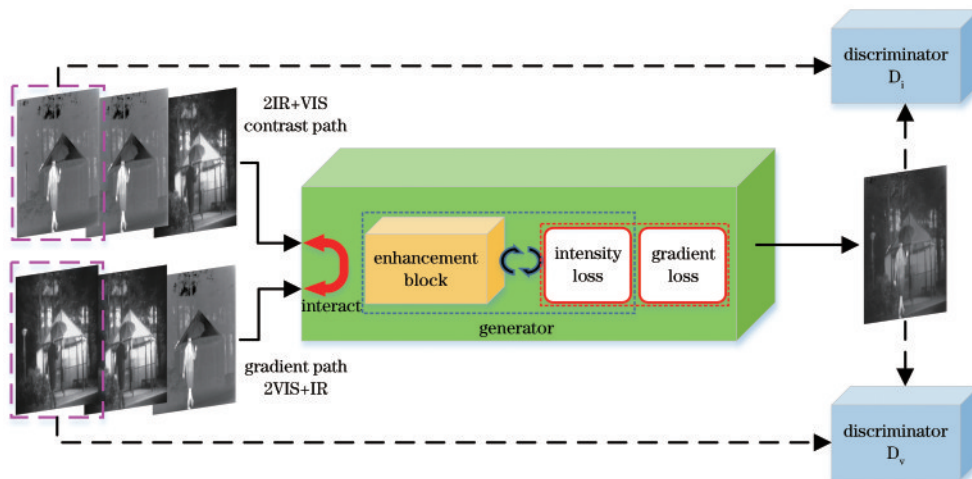 discriminator
Di
2IR+VIS
contrast path
enhancement
block
intensity
loss
gradient
loss
interact
generator
gradient path
2VIS+IR
discriminator
Dv